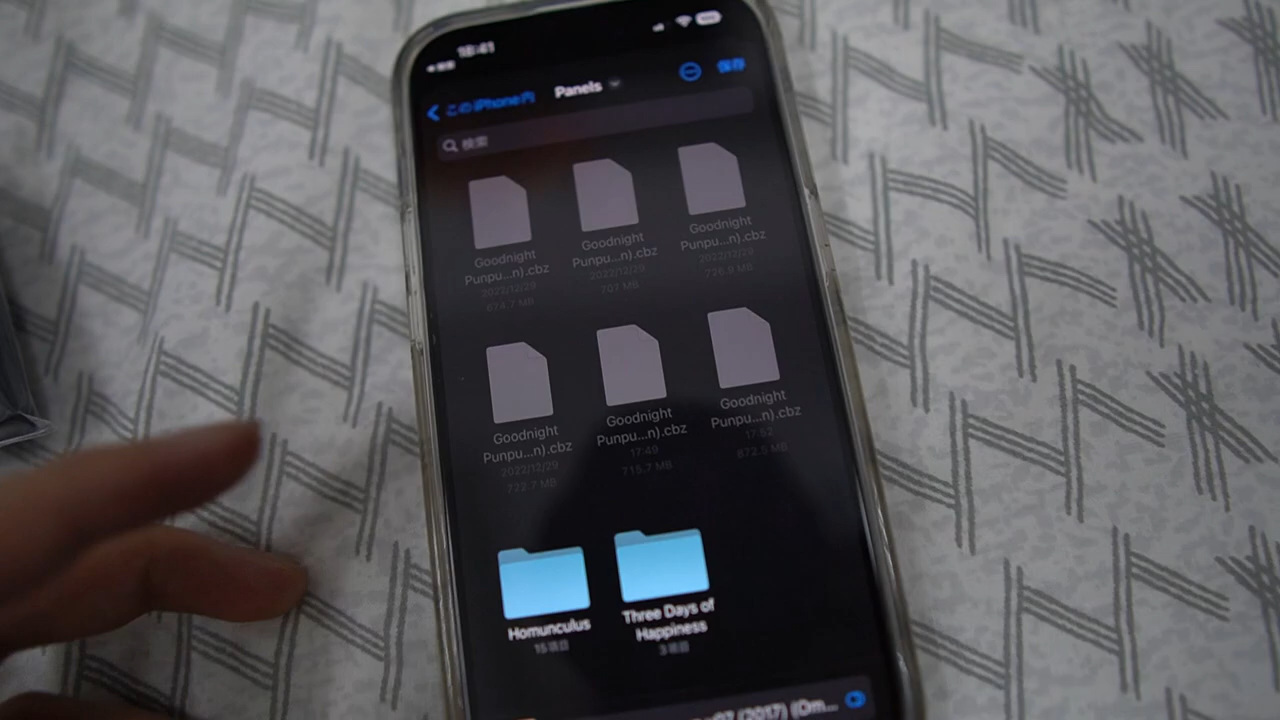 18:41
この iPhone内
Panels
保存
検索
Goodnight
Punpu...n).cbz
2022/12/29
674.7 MB
Goodnight
Punpu...n).cbz
2022/12/29
701 MB
Goodnight
Punpu...n).cbz
2022/12/29
726.9 MB
Goodnight
Punpu...n).cbz
2022/12/29
722.7 MB
Goodnight
Punpu...n).cbz
17:49
715.7 MB
Goodnight
Punpu...n).cbz
17:52
872.5 MB
Homunculus
15項目
Three Days of
Happiness
3項目
(2017) (Om...